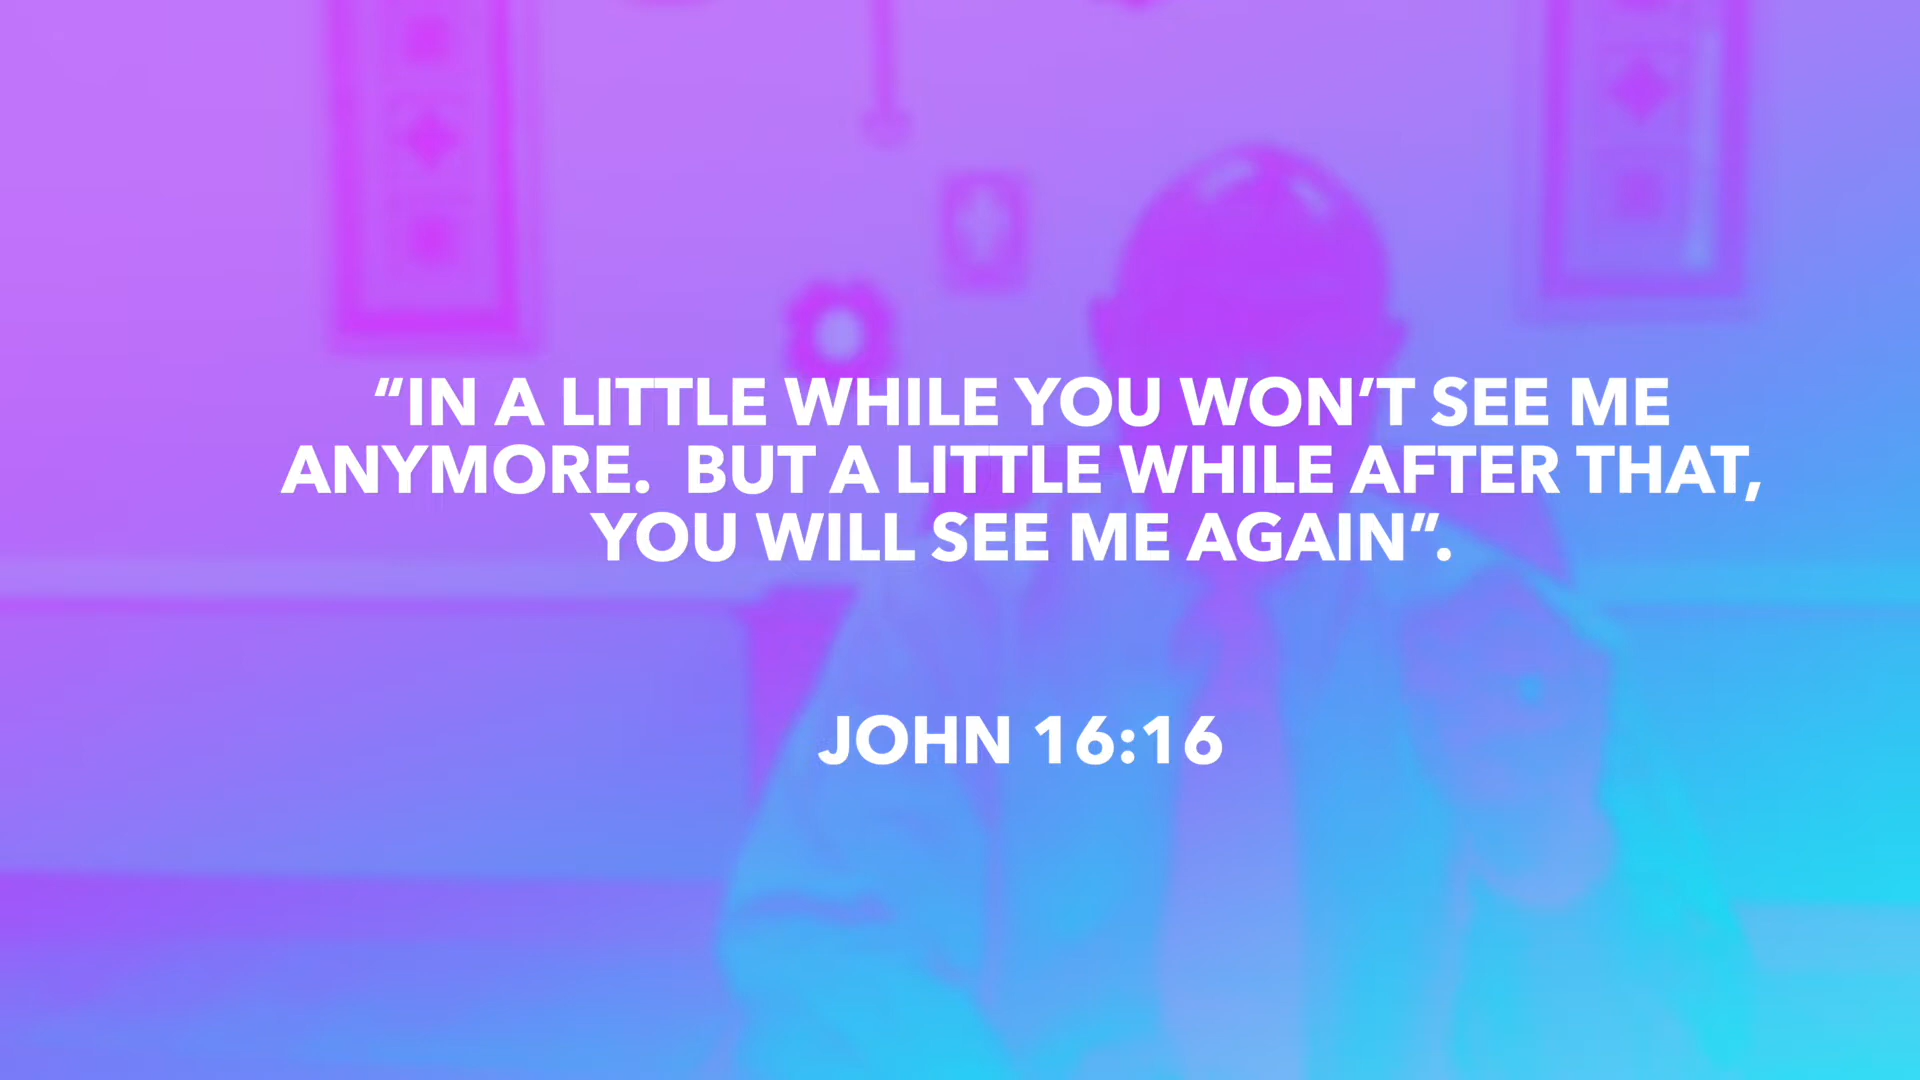 “IN A LITTLE WHILE YOU WON’T SEE ME
ANYMORE.  BUT A LITTLE WHILE AFTER THAT,
YOU WILL SEE ME AGAIN”.
JOHN 16:16